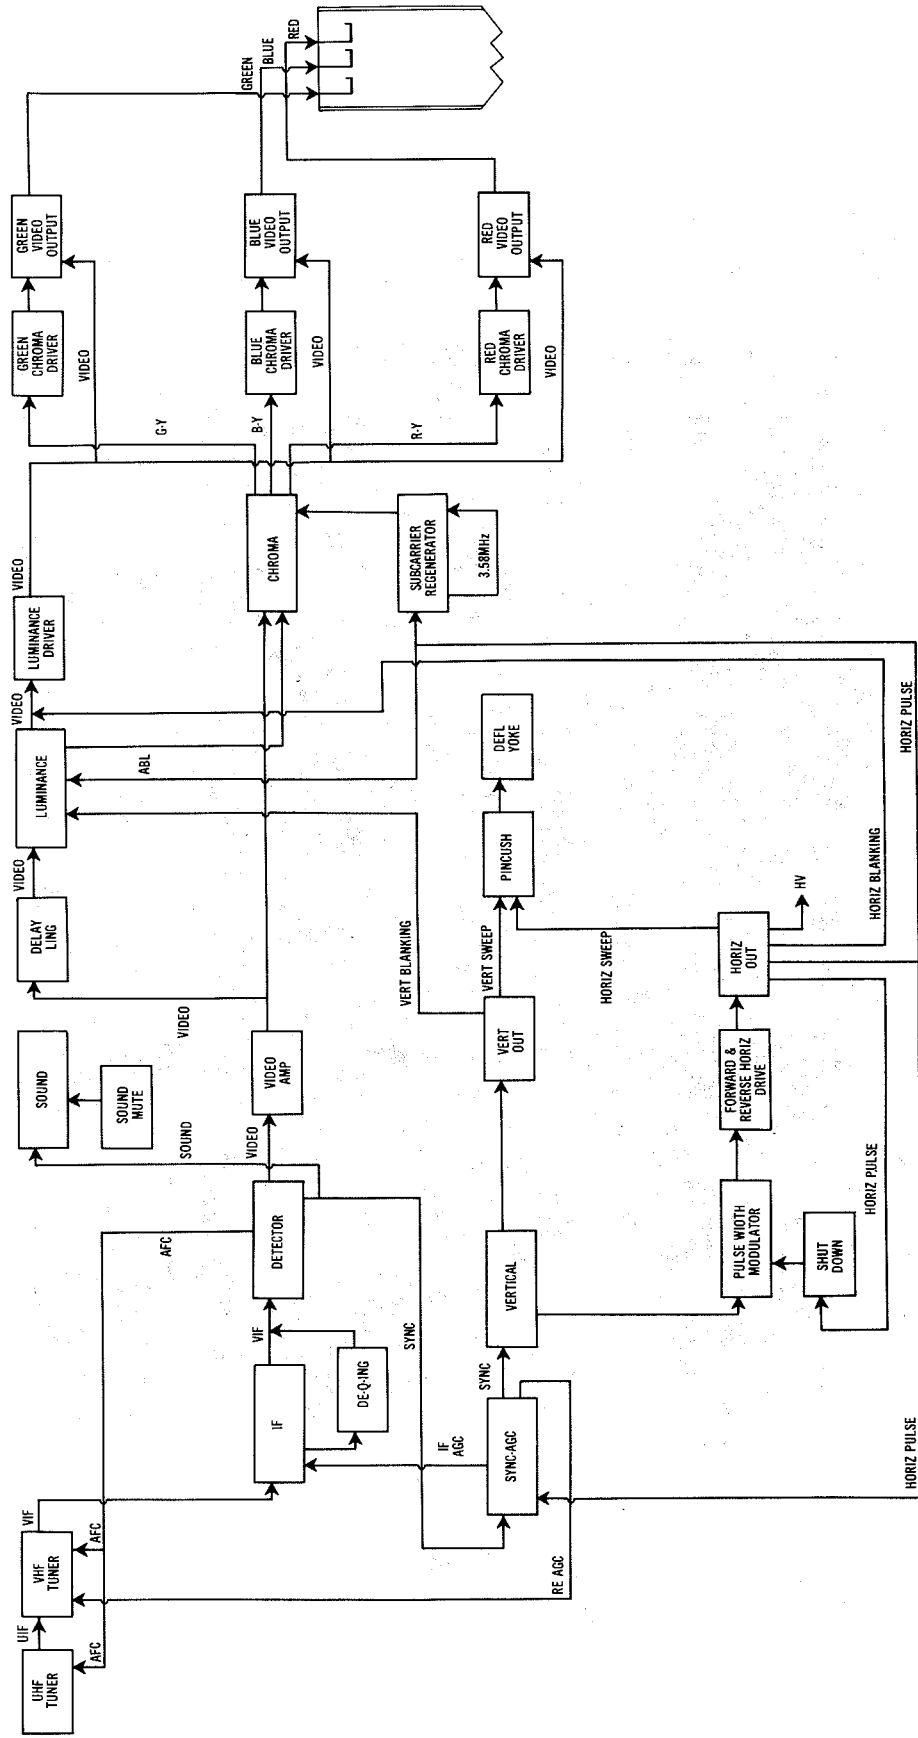 UHF
TUNER
UIF
AFC
VHF
TUNER
VIF
AFC
AFC
IF
VIF
DE-Q-ING
DETECTOR
SOUND
SOUND
SOUND
MUTE
VIDEO
VIDEO
AMP
VIDEO
DELAY
LING
VIDEO
LUMINANCE
VIDEO
LUMINANCE
DRIVER
VIDEO
ABL
CHROMA
SUBCARRIER
REGENERATOR
3.58MHz
G-Y
B-Y
R-Y
GREEN
CHROMA
DRIVER
VIDEO
GREEN
VIDEO
OUTPUT
BLUE
CHROMA
DRIVER
VIDEO
BLUE
VIDEO
OUTPUT
RED
CHROMA
DRIVER
VIDEO
RED
VIDEO
OUTPUT
GREEN
BLUE
RED
SYNC
IF
AGC
SYNC-AGC
RE AGC
SYNC
VERTICAL
VERT
OUT
VERT BLANKING
VERT SWEEP
HORIZ SWEEP
PINCUSH
DEFL
YOKE
PULSE WIOTH
MODULATOR
SHUT
DOWN
FORWARD &
REVERSE HORIZ
DRIVE
HORIZ
OUT
HV
HORIZ PULSE
HORIZ BLANKING
HORIZ PULSE
HORIZ PULSE